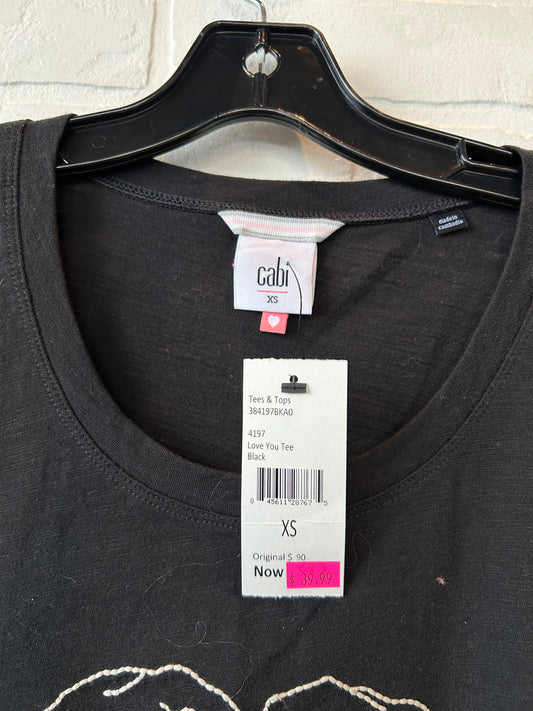 cabi
XS
made in
cambodia
Tees & Tops
384197BKA0
4197
Love You Tee
Black
0 45611 28767 5
XS
Original $ 90
Now $ 39.99